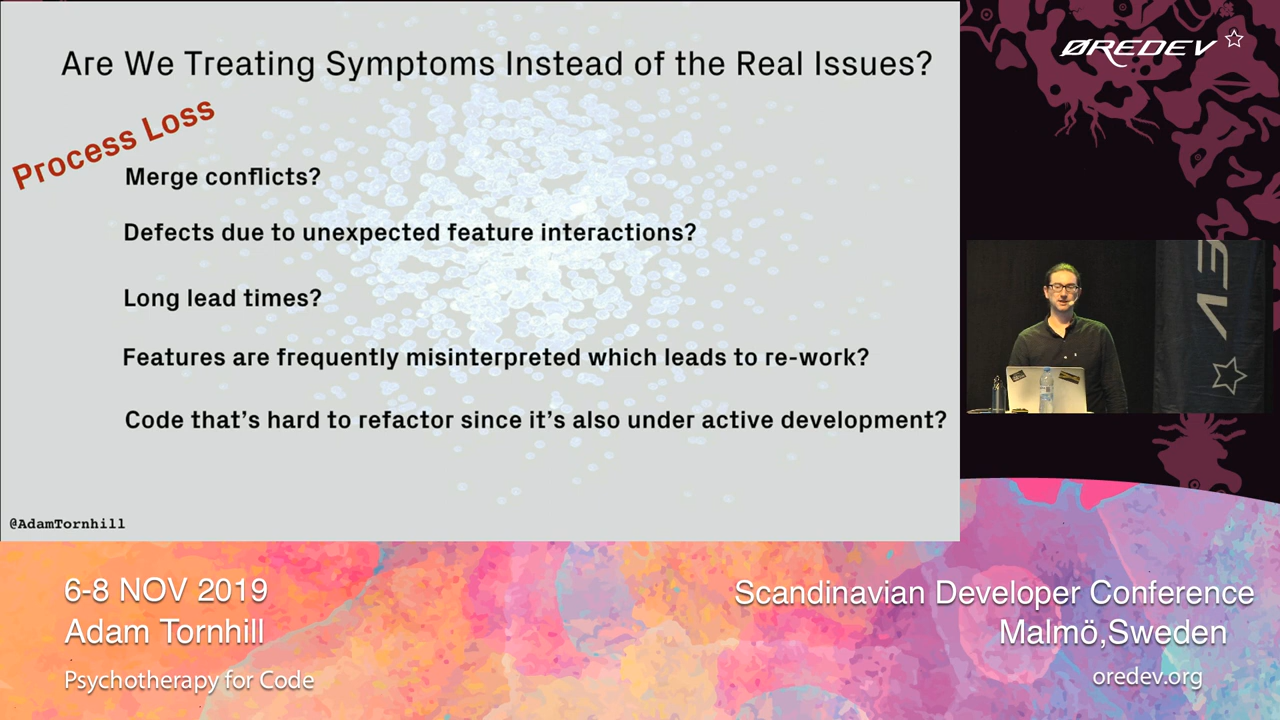 Are We Treating Symptoms Instead of the Real Issues?
Process Loss
Merge conflicts?
Defects due to unexpected feature interactions?
Long lead times?
Features are frequently misinterpreted which leads to re-work?
Code that's hard to refactor since it's also under active development?
@AdamTornhill
ØREDEV
6-8 NOV 2019
Adam Tornhill
Psychotherapy for Code
Scandinavian Developer Conference
Malmö,Sweden
oredev.org